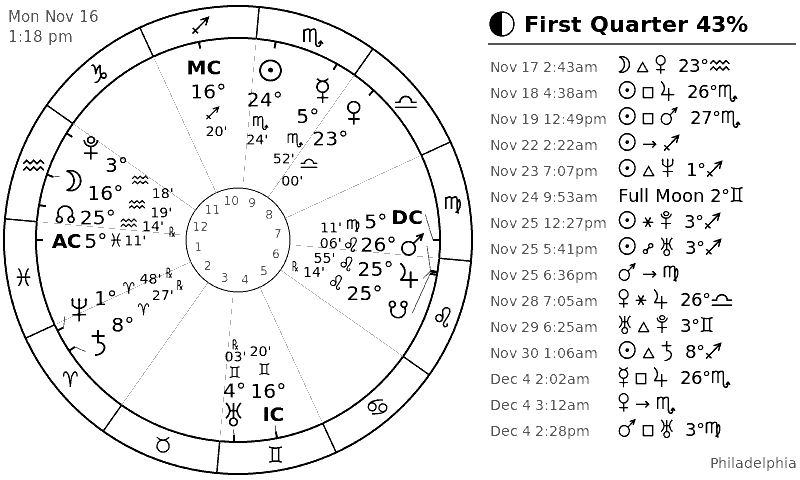 Mon Nov 16
1:18 pm
♐
♏
♎
♍
♌
♋
♊
♉
♈
♓
♒
♑
MC 16° ♐ 20'
☉ 24° ♏ 24'
☿ 5° ♏ 52'
♀ 23° ♎ 00'
♇ 3° ♒ 18'
☽ 16° ♒ 19'
☊ 25° ♒ 14' ℞
AC 5° ♓ 11'
♆ 1° ♈ 48' ℞
♄ 8° ♈ 27' ℞
♅ 4° ♊ 03' ℞
IC 16° ♊ 20'
DC 5° ♍ 11'
♂ 26° ♌ 06'
♃ 25° ♌ 55'
☋ 25° ♌ 14' ℞
1
2
3
4
5
6
7
8
9
10
11
12
First Quarter 43%
Nov 17 2:43am ☽ △ ♀ 23°♒
Nov 18 4:38am ☉ □ ♃ 26°♏
Nov 19 12:49pm ☉ □ ♂ 27°♏
Nov 22 2:22am ☉ → ♐
Nov 23 7:07pm ☉ △ ♆ 1°♐
Nov 24 9:53am Full Moon 2°♊
Nov 25 12:27pm ☉ ⚹ ♇ 3°♐
Nov 25 5:41pm ☉ ☍ ♅ 3°♐
Nov 25 6:36pm ♂ → ♍
Nov 28 7:05am ♀ ⚹ ♃ 26°♎
Nov 29 6:25am ♅ △ ♇ 3°♊
Nov 30 1:06am ☉ △ ♄ 8°♐
Dec 4 2:02am ☿ □ ♃ 26°♏
Dec 4 3:12am ♀ → ♏
Dec 4 2:28pm ♂ □ ♅ 3°♍
Philadelphia